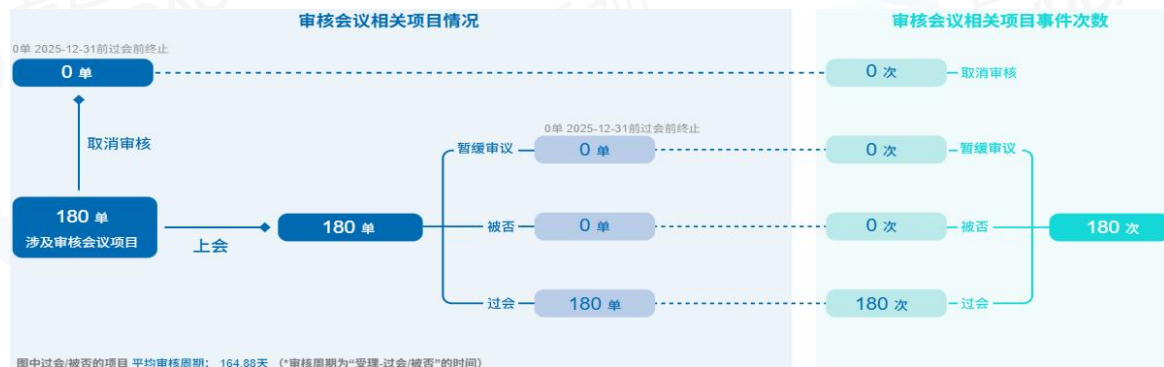 审核会议相关项目情况
审核会议相关项目事件次数
0单 2025-12-31前过会前终止
0 单
0 次
取消审核
取消审核
0单 2025-12-31前过会前终止
暂缓审议
0 单
0 次
暂缓审议
180 单
涉及审核会议项目
上会
180 单
被否
0 单
0 次
被否
180 次
过会
180 单
180 次
过会
图中过会/被否的项目 平均审核周期： 164.88天 （*审核周期为“受理-过会/被否”的时间）